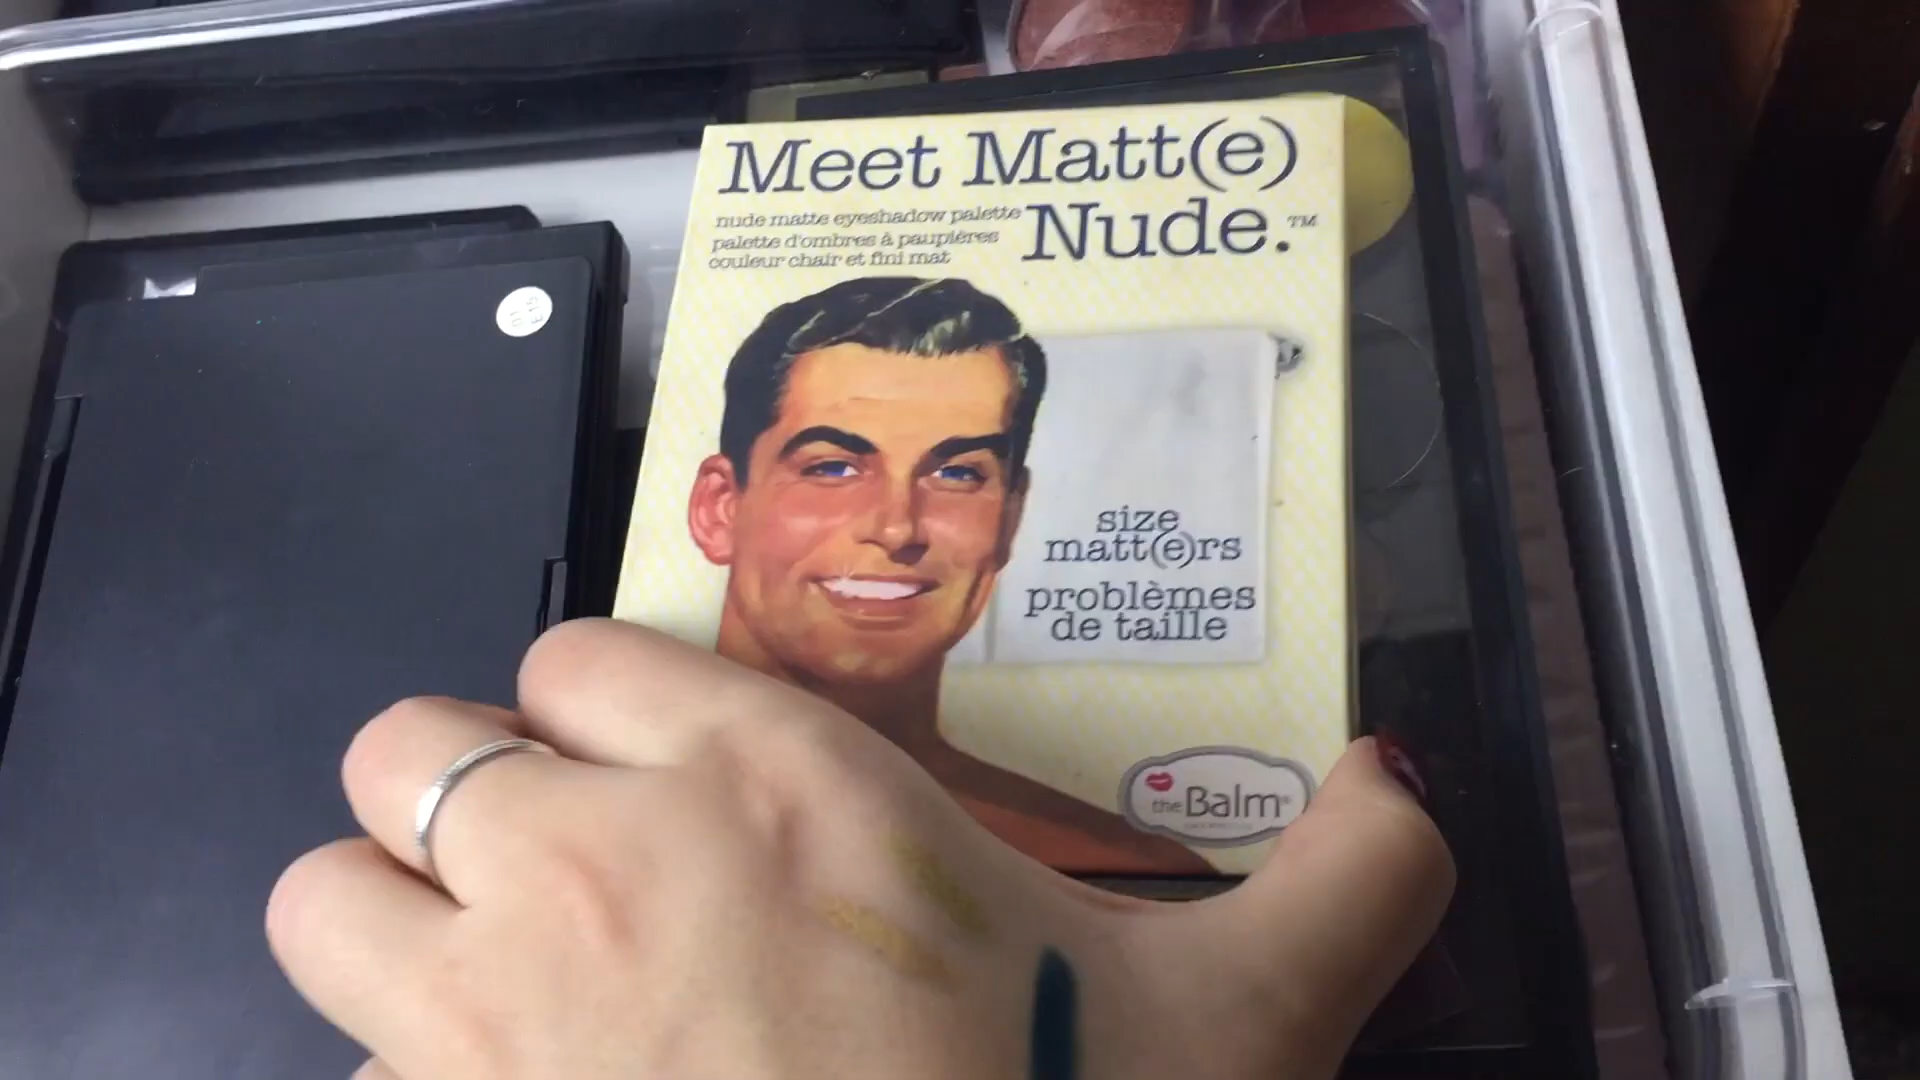 Meet Matt(e)
Nude.™
nude matte eyeshadow palette
palette d'ombres à paupières
couleur chair et fini mat
size
matt(e)rs
problèmes
de taille
the Balm®